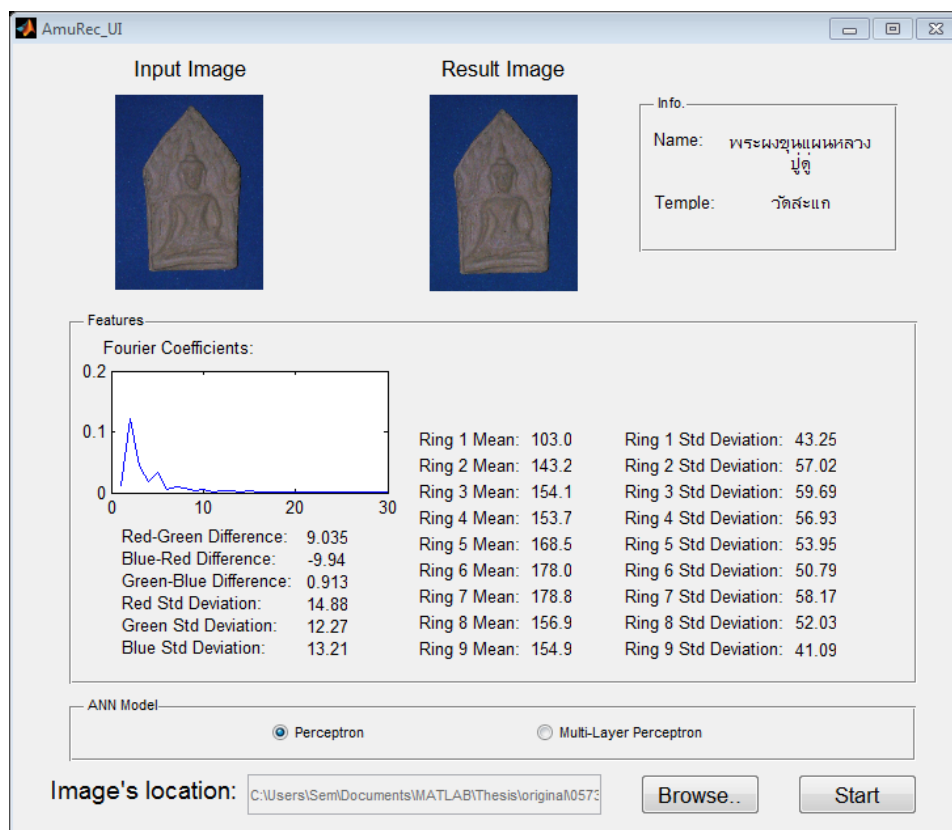 AmuRec_UI
Input Image
Result Image
Info.
Name: พระผงขุนแผนหลวง
ปู่ดู่
Temple: วัดสะแก
Features
Fourier Coefficients:
0.2
0.1
0
0 10 20 30
Red-Green Difference: 9.035
Blue-Red Difference: -9.94
Green-Blue Difference: 0.913
Red Std Deviation: 14.88
Green Std Deviation: 12.27
Blue Std Deviation: 13.21
Ring 1 Mean: 103.0 Ring 1 Std Deviation: 43.25
Ring 2 Mean: 143.2 Ring 2 Std Deviation: 57.02
Ring 3 Mean: 154.1 Ring 3 Std Deviation: 59.69
Ring 4 Mean: 153.7 Ring 4 Std Deviation: 56.93
Ring 5 Mean: 168.5 Ring 5 Std Deviation: 53.95
Ring 6 Mean: 178.0 Ring 6 Std Deviation: 50.79
Ring 7 Mean: 178.8 Ring 7 Std Deviation: 58.17
Ring 8 Mean: 156.9 Ring 8 Std Deviation: 52.03
Ring 9 Mean: 154.9 Ring 9 Std Deviation: 41.09
ANN Model
Perceptron Multi-Layer Perceptron
Image's location: C:\Users\Sem\Documents\MATLAB\Thesis\original\0573 Browse.. Start